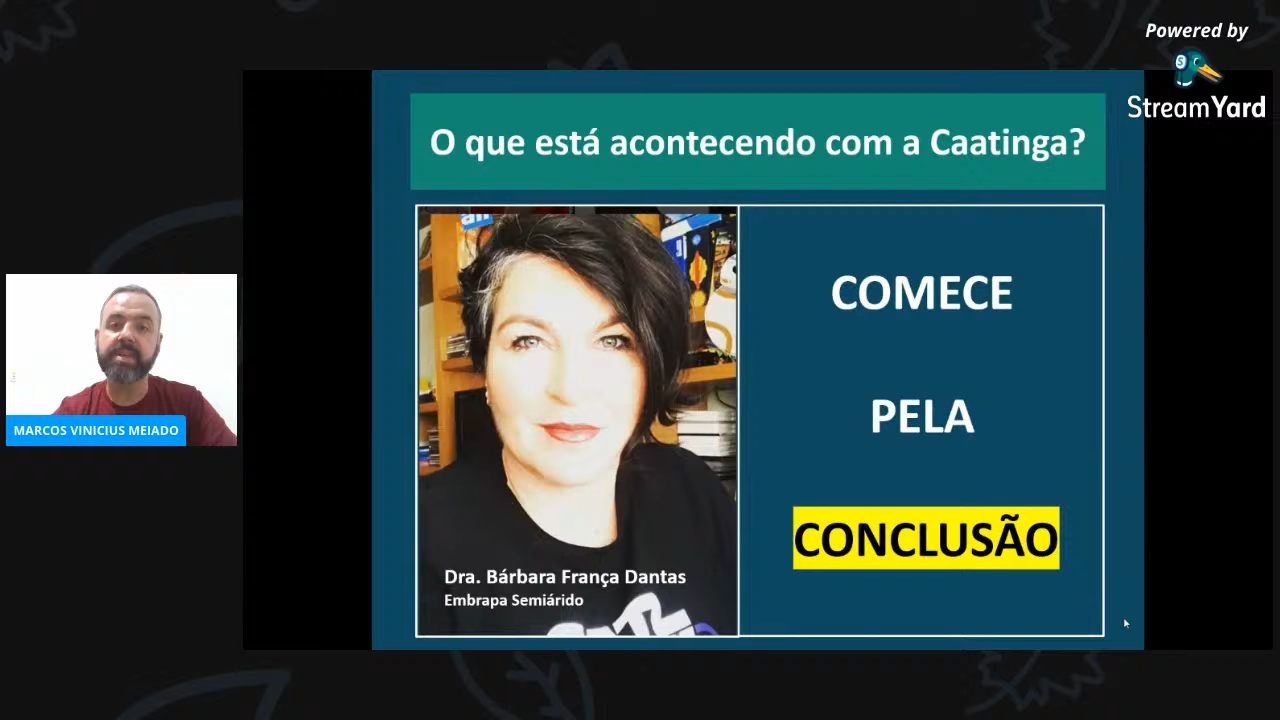 Powered by
StreamYard
O que está acontecendo com a Caatinga?
COMECE
PELA
CONCLUSÃO
Dra. Bárbara França Dantas
Embrapa Semiárido
MARCOS VINICIUS MEIADO